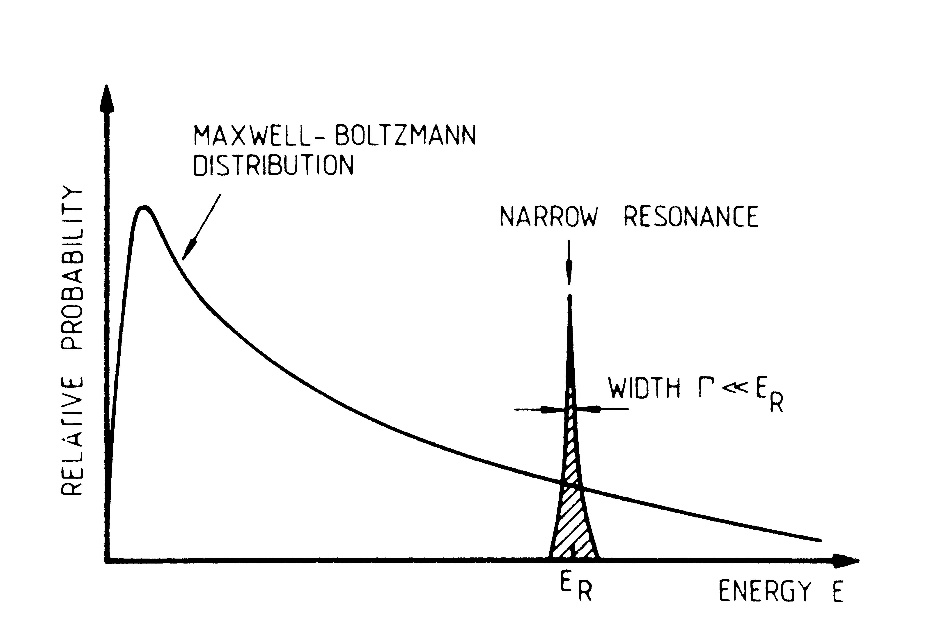 MAXWELL-BOLTZMANN
DISTRIBUTION
NARROW RESONANCE
WIDTH Γ ≪ E_R
RELATIVE PROBABILITY
E_R
ENERGY E